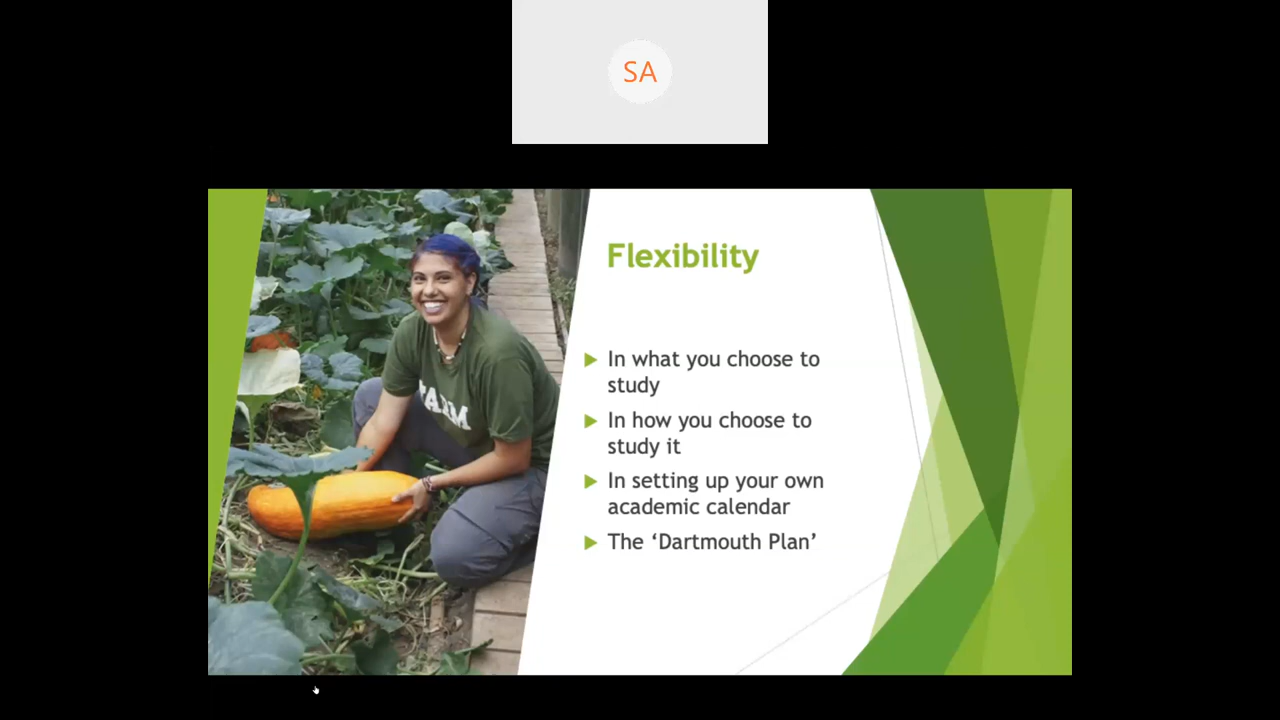 SA
Flexibility
In what you choose to
study
In how you choose to
study it
In setting up your own
academic calendar
The ‘Dartmouth Plan’